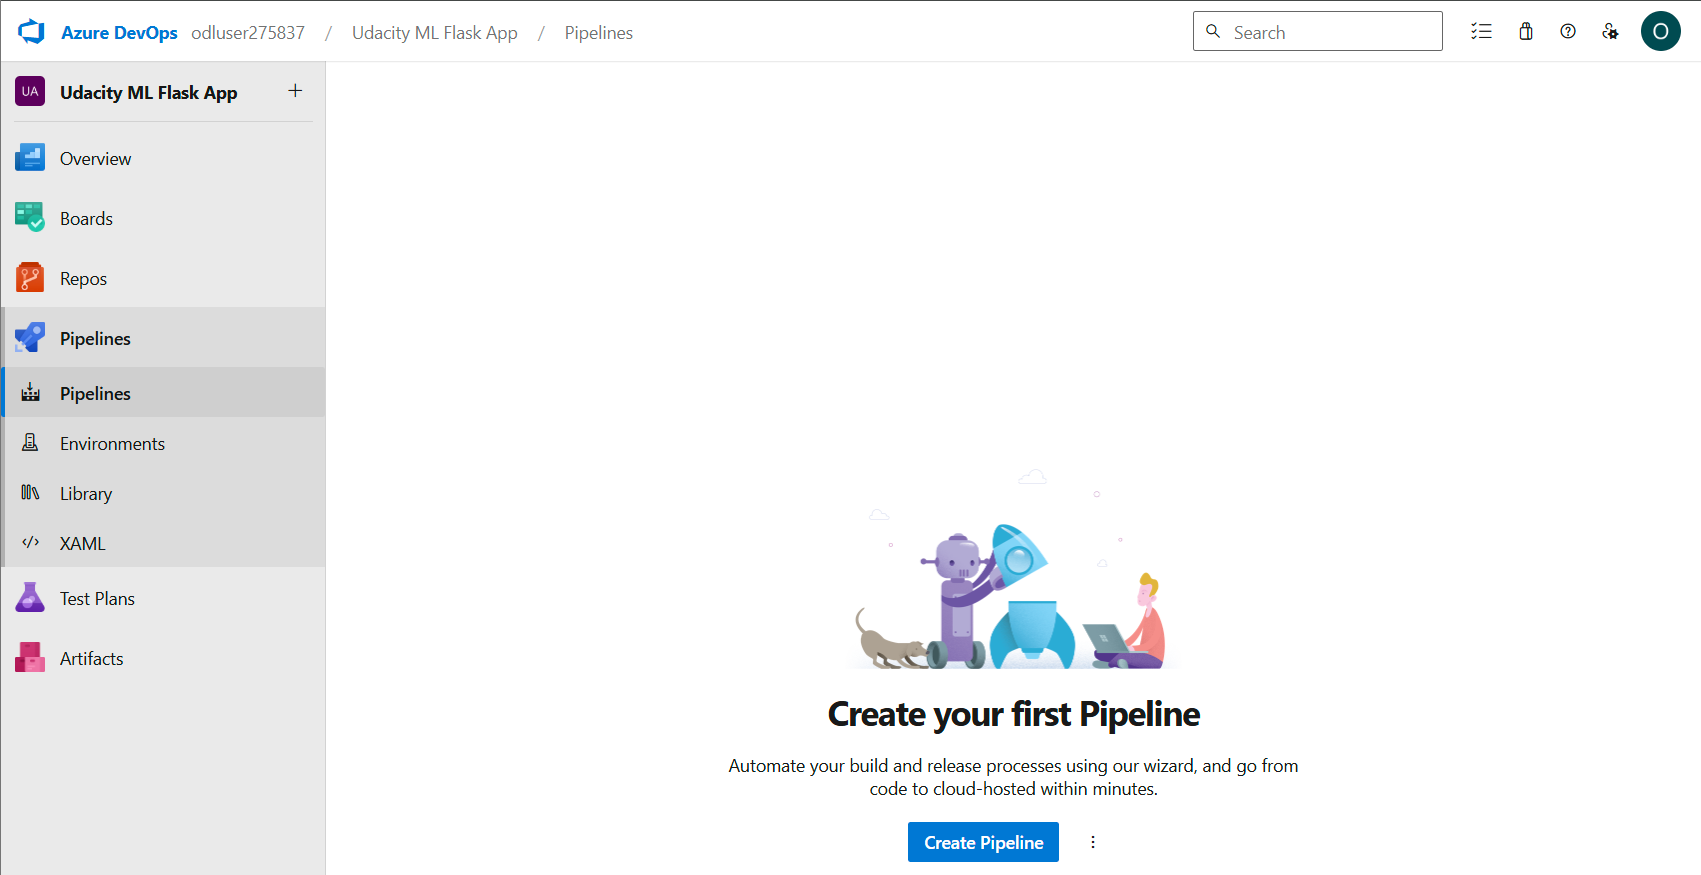 Azure DevOps odluser275837 / Udacity ML Flask App / Pipelines Search O
UA Udacity ML Flask App +
Overview
Boards
Repos
Pipelines
Pipelines
Environments
Library
XAML
Test Plans
Artifacts
Create your first Pipeline
Automate your build and release processes using our wizard, and go from
code to cloud-hosted within minutes.
Create Pipeline